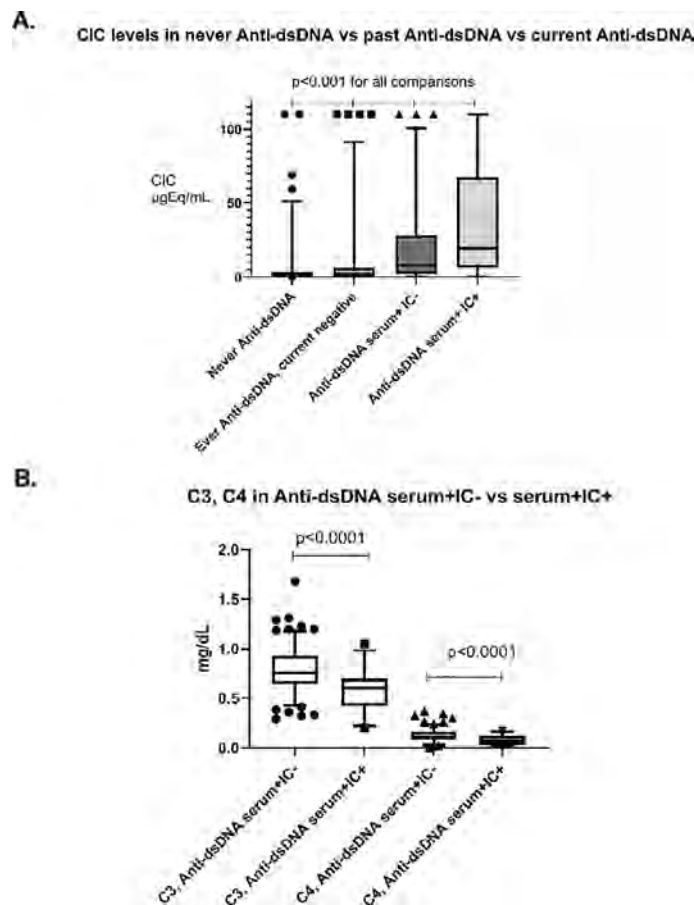 A.
CIC levels in never Anti-dsDNA vs past Anti-dsDNA vs current Anti-dsDNA
p<0.001 for all comparisons
100
CIC
µgEq/mL
50
0
Never Anti-dsDNA
Ever Anti-dsDNA, current negative
Anti-dsDNA serum+ IC-
Anti-dsDNA serum+ IC+
B.
C3, C4 in Anti-dsDNA serum+IC- vs serum+IC+
p<0.0001
2.0
1.5
mg/dL
p<0.0001
1.0
0.5
0.0
C3, Anti-dsDNA serum+IC-
C3, Anti-dsDNA serum+IC+
C4, Anti-dsDNA serum+IC-
C4, Anti-dsDNA serum+IC+